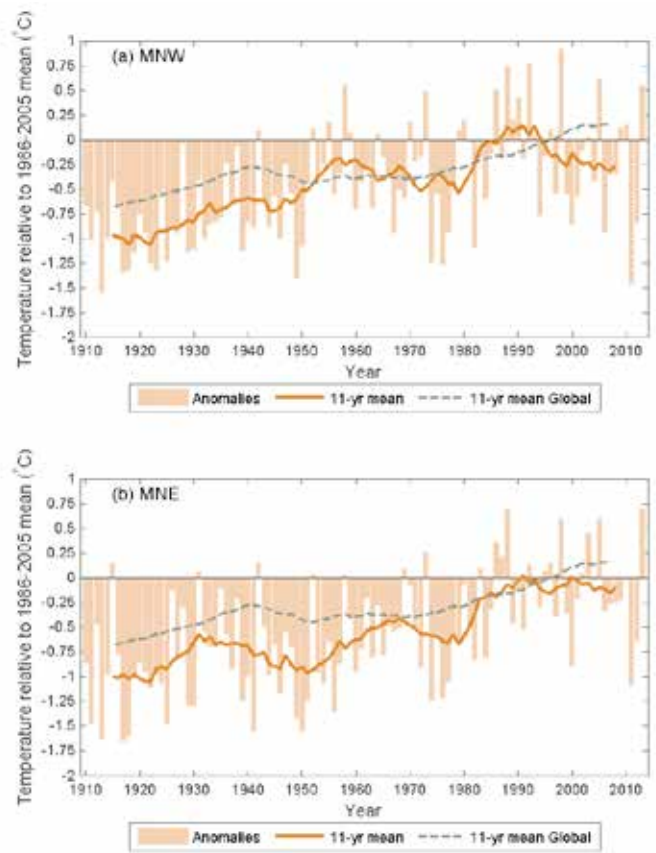 (a) MNW
Temperature relative to 1986-2005 mean (°C)
1
0.75
0.5
0.25
0
-0.25
-0.5
-0.75
-1
-1.25
-1.5
-1.75
-2
1910 1920 1930 1940 1950 1960 1970 1980 1990 2000 2010
Year
Anomalies 11-yr mean 11-yr mean Global
(b) MNE
Temperature relative to 1986-2005 mean (°C)
1
0.75
0.5
0.25
0
-0.25
-0.5
-0.75
-1
-1.25
-1.5
-1.75
-2
1910 1920 1930 1940 1950 1960 1970 1980 1990 2000 2010
Year
Anomalies 11-yr mean 11-yr mean Global